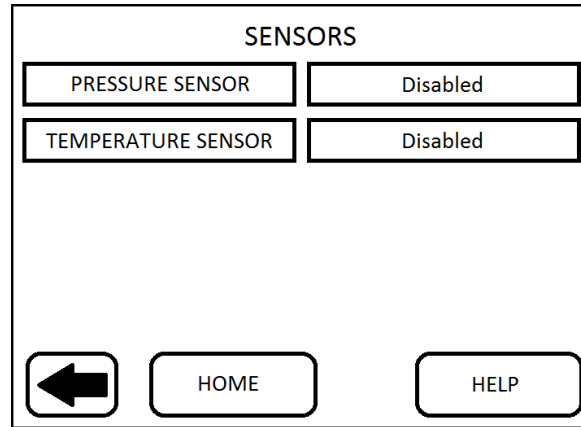 SENSORS
PRESSURE SENSOR Disabled
TEMPERATURE SENSOR Disabled
HOME HELP